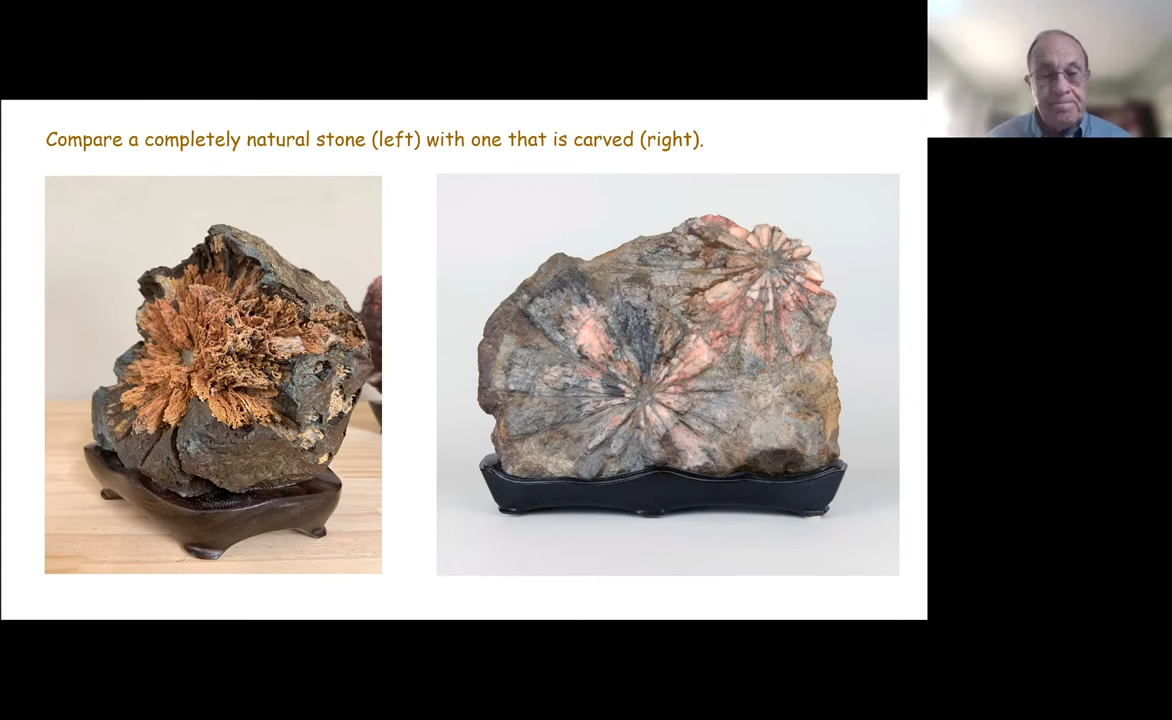 Compare a completely natural stone (left) with one that is carved (right).